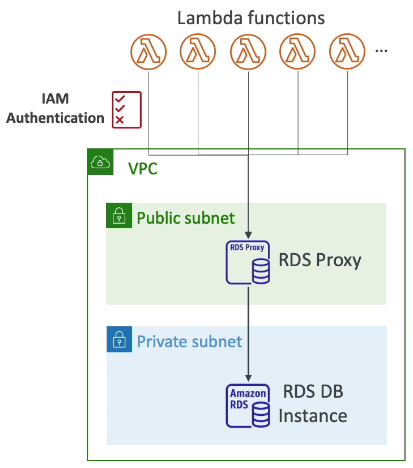 Lambda functions
...
IAM
Authentication
VPC
Public subnet
RDS Proxy
RDS Proxy
Private subnet
Amazon
RDS
RDS DB
Instance